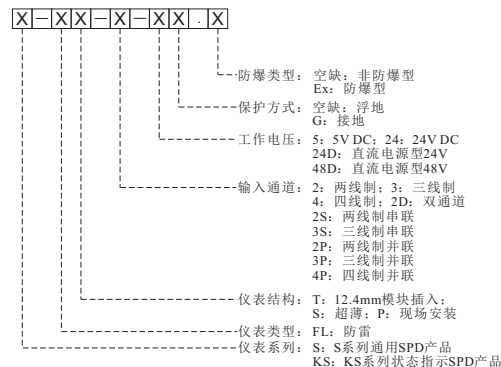 X-XX-X-XX.X
防爆类型：空缺：非防爆型
Ex：防爆型
保护方式：空缺：浮地
G：接地
工作电压：5：5V DC；24：24V DC
24D：直流电源型24V
48D：直流电源型48V
输入通道：2：两线制；3：三线制
4：四线制；2D：双通道
2S：两线制串联
3S：三线制串联
2P：两线制并联
3P：三线制并联
4P：四线制并联
仪表结构：T：12.4mm模块插入；
S：超薄；P：现场安装
仪表类型：FL：防雷
仪表系列：S：S系列通用SPD产品
KS：KS系列状态指示SPD产品